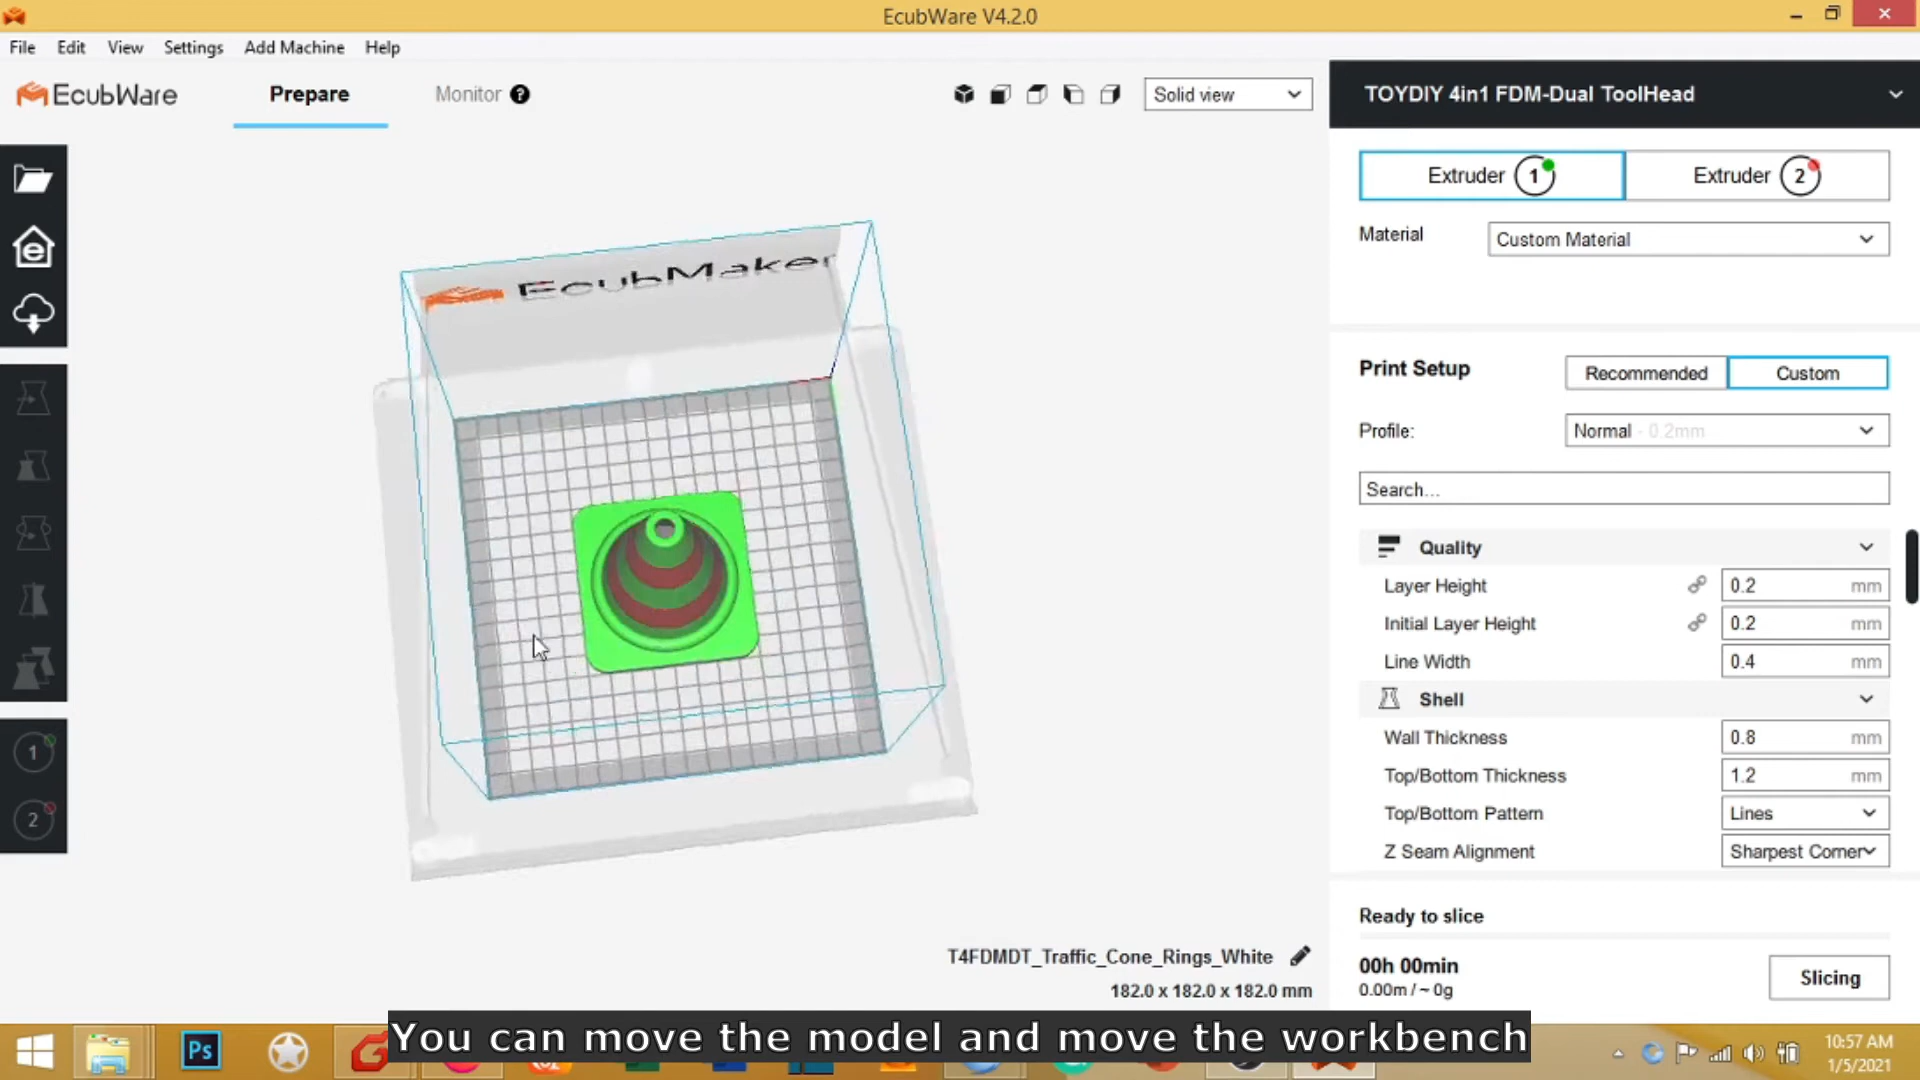 EcubWare V4.2.0
File Edit View Settings Add Machine Help
EcubWare Prepare Monitor ? Solid view TOYDIY 4in1 FDM-Dual ToolHead
Extruder 1 Extruder 2
Material Custom Material
EcubMaker
Print Setup Recommended Custom
Profile: Normal - 0.2mm
Search...
Quality
Layer Height 0.2 mm
Initial Layer Height 0.2 mm
Line Width 0.4 mm
Shell
Wall Thickness 0.8 mm
Top/Bottom Thickness 1.2 mm
Top/Bottom Pattern Lines
Z Seam Alignment Sharpest Corner
1
2
Ready to slice
T4FDMDT_Traffic_Cone_Rings_White
182.0 x 182.0 x 182.0 mm
00h 00min
0.00m / ~ 0g
Slicing
Ps
You can move the model and move the workbench
10:57 AM
1/5/2021